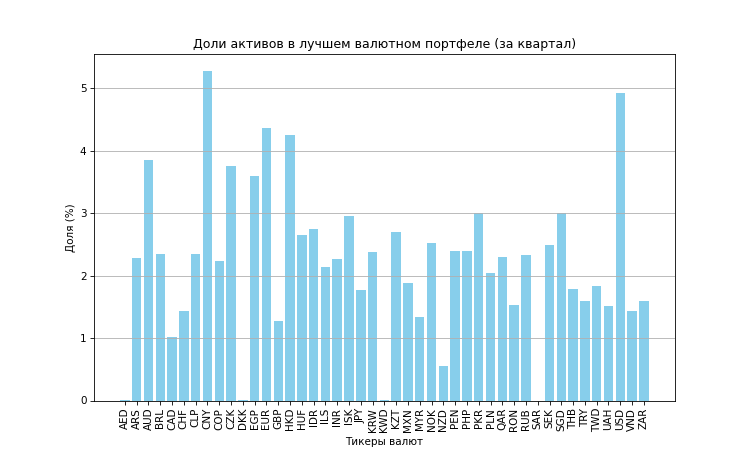 Доли активов в лучшем валютном портфеле (за квартал)
Доля (%)
5
4
3
2
1
0
AED ARS AUD BRL CAD CHF CLP CNY COP CZK DKK EGP EUR GBP HKD HUF IDR ILS INR ISK JPY KRW KWD KZT MXN MYR NOK NZD PEN PHP PKR PLN QAR RON RUB SAR SEK SGD THB TRY TWD UAH USD VND ZAR
Тикеры валют